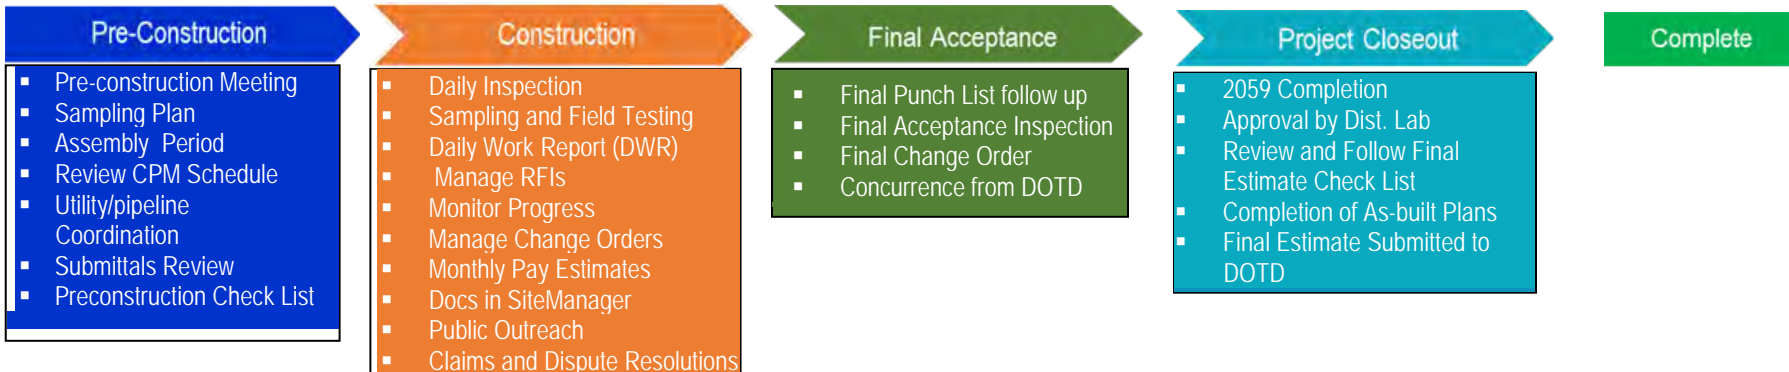 Pre-Construction
▪ Pre-construction Meeting
▪ Sampling Plan
▪ Assembly Period
▪ Review CPM Schedule
▪ Utility/pipeline
Coordination
▪ Submittals Review
▪ Preconstruction Check List
Construction
▪ Daily Inspection
▪ Sampling and Field Testing
▪ Daily Work Report (DWR)
▪ Manage RFIs
▪ Monitor Progress
▪ Manage Change Orders
▪ Monthly Pay Estimates
▪ Docs in SiteManager
▪ Public Outreach
▪ Claims and Dispute Resolutions
Final Acceptance
▪ Final Punch List follow up
▪ Final Acceptance Inspection
▪ Final Change Order
▪ Concurrence from DOTD
Project Closeout
▪ 2059 Completion
▪ Approval by Dist. Lab
▪ Review and Follow Final
Estimate Check List
▪ Completion of As-built Plans
▪ Final Estimate Submitted to
DOTD
Complete